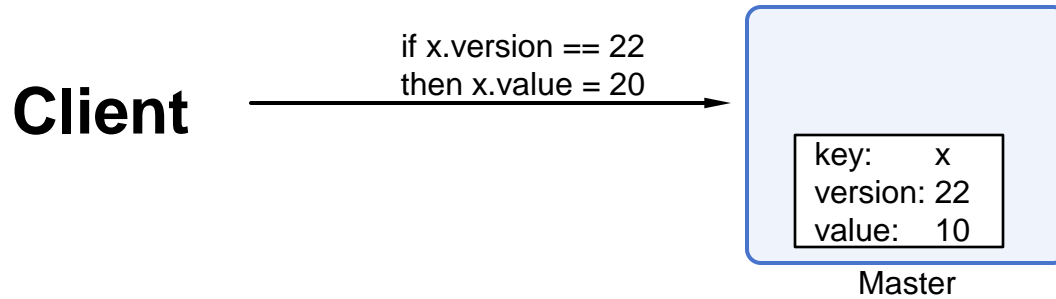 if x.version == 22
then x.value = 20
Client
key: x
version: 22
value: 10
Master